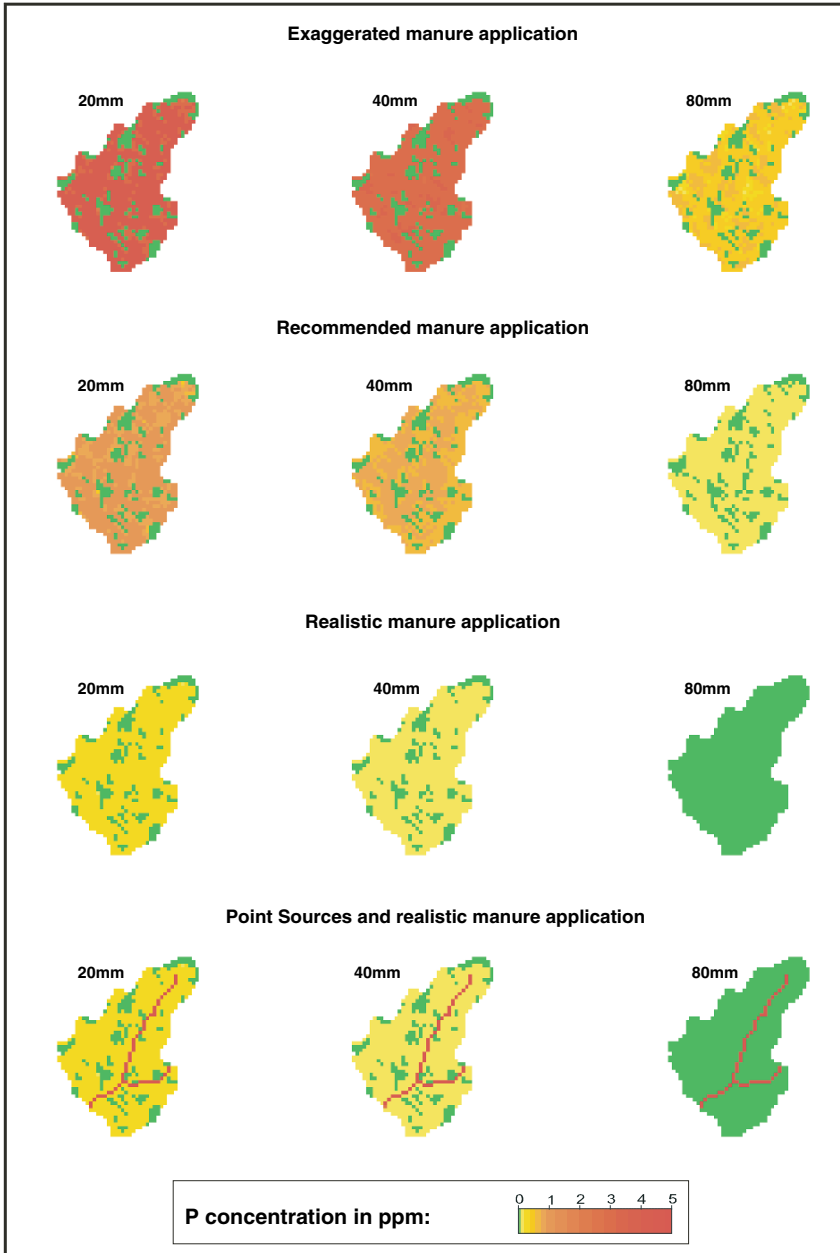 Exaggerated manure application
20mm
40mm
80mm
Recommended manure application
20mm
40mm
80mm
Realistic manure application
20mm
40mm
80mm
Point Sources and realistic manure application
20mm
40mm
80mm
P concentration in ppm:
0 1 2 3 4 5